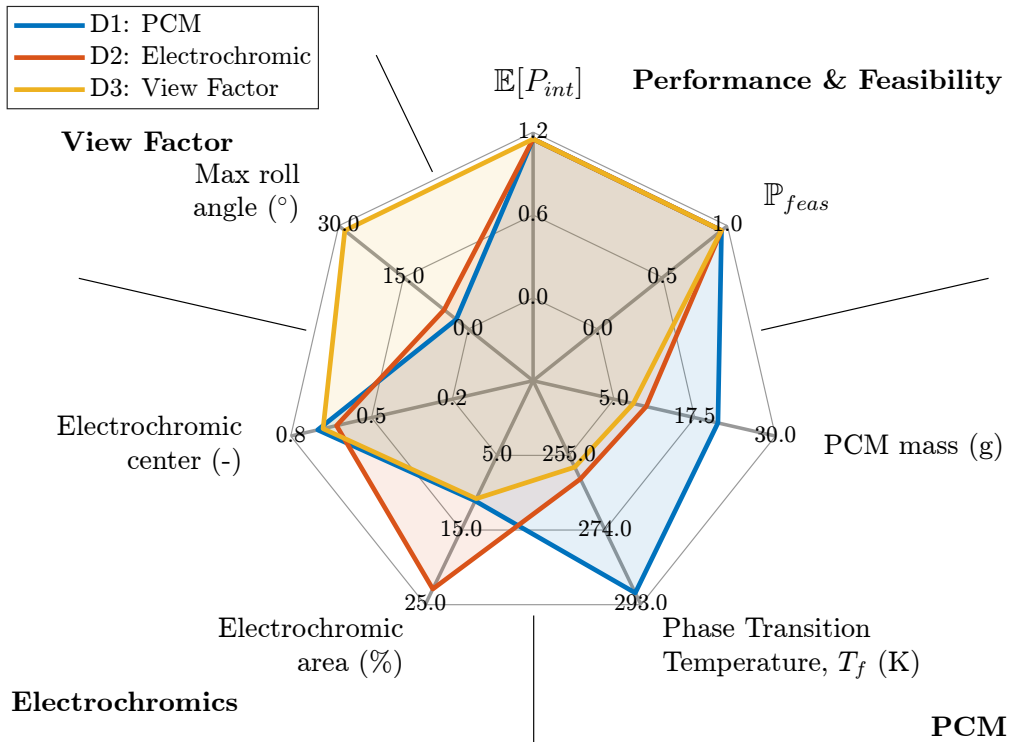 D1: PCM
D2: Electrochromic
D3: View Factor
𝔼[P_int]
Performance & Feasibility
View Factor
Max roll
angle (°)
ℙ_feas
1.2
0.6
0.0
30.0
15.0
0.0
1.0
0.5
0.0
0.8
0.5
0.2
5.0
17.5
30.0
5.0
15.0
25.0
255.0
274.0
293.0
Electrochromic
center (-)
PCM mass (g)
Electrochromic
area (%)
Phase Transition
Temperature, T_f (K)
Electrochromics
PCM